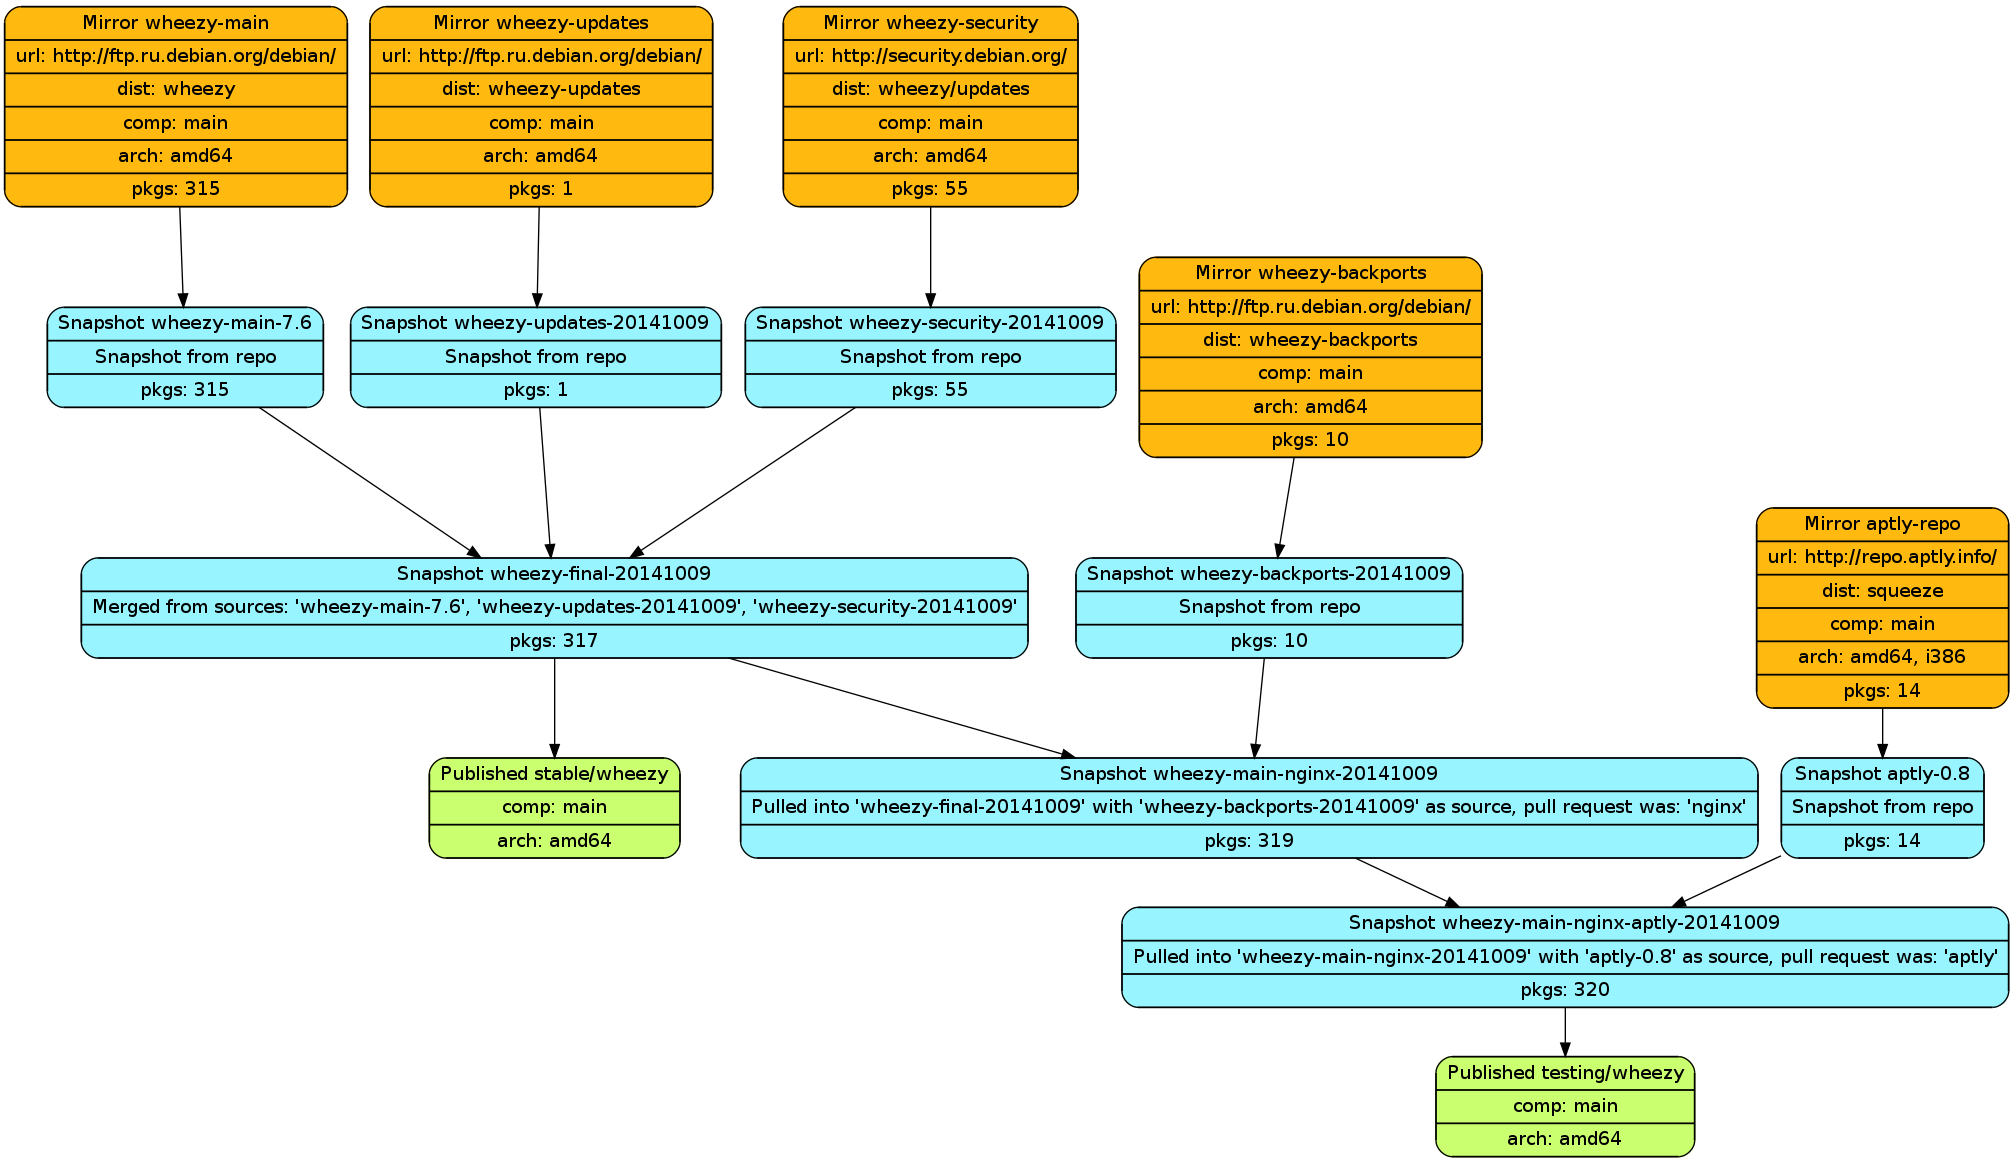 Mirror wheezy-main
url: http://ftp.ru.debian.org/debian/
dist: wheezy
comp: main
arch: amd64
pkgs: 315
Mirror wheezy-updates
url: http://ftp.ru.debian.org/debian/
dist: wheezy-updates
comp: main
arch: amd64
pkgs: 1
Mirror wheezy-security
url: http://security.debian.org/
dist: wheezy/updates
comp: main
arch: amd64
pkgs: 55
Mirror wheezy-backports
url: http://ftp.ru.debian.org/debian/
dist: wheezy-backports
comp: main
arch: amd64
pkgs: 10
Snapshot wheezy-main-7.6
Snapshot from repo
pkgs: 315
Snapshot wheezy-updates-20141009
Snapshot from repo
pkgs: 1
Snapshot wheezy-security-20141009
Snapshot from repo
pkgs: 55
Mirror aptly-repo
url: http://repo.aptly.info/
dist: squeeze
comp: main
arch: amd64, i386
pkgs: 14
Snapshot wheezy-final-20141009
Merged from sources: 'wheezy-main-7.6', 'wheezy-updates-20141009', 'wheezy-security-20141009'
pkgs: 317
Snapshot wheezy-backports-20141009
Snapshot from repo
pkgs: 10
Published stable/wheezy
comp: main
arch: amd64
Snapshot wheezy-main-nginx-20141009
Pulled into 'wheezy-final-20141009' with 'wheezy-backports-20141009' as source, pull request was: 'nginx'
pkgs: 319
Snapshot aptly-0.8
Snapshot from repo
pkgs: 14
Snapshot wheezy-main-nginx-aptly-20141009
Pulled into 'wheezy-main-nginx-20141009' with 'aptly-0.8' as source, pull request was: 'aptly'
pkgs: 320
Published testing/wheezy
comp: main
arch: amd64